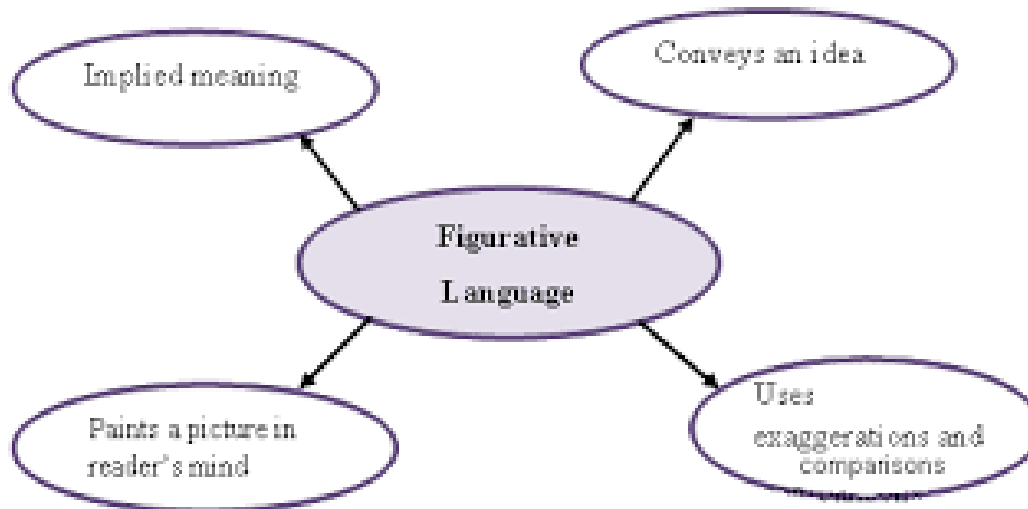 Implied meaning
Conveys an idea
Figurative
Language
Paints a picture in
reader's mind
Uses
exaggerations and
comparisons